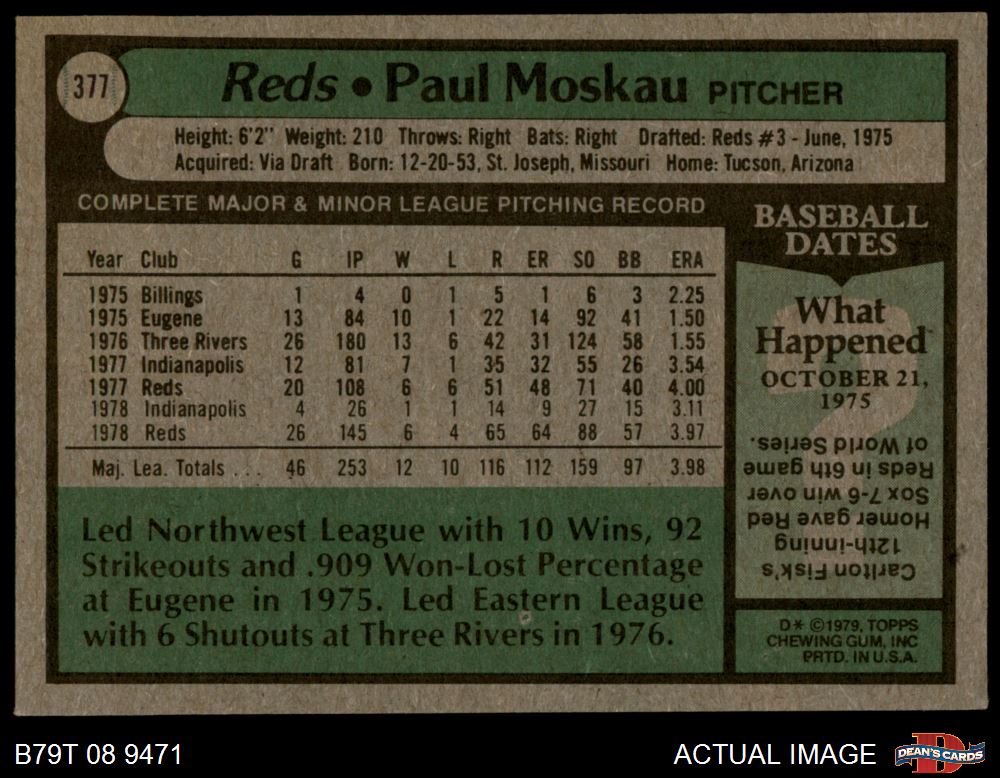 377
Reds • Paul Moskau PITCHER
Height: 6'2" Weight: 210 Throws: Right Bats: Right Drafted: Reds #3 - June, 1975
Acquired: Via Draft Born: 12-20-53, St. Joseph, Missouri Home: Tucson, Arizona
COMPLETE MAJOR & MINOR LEAGUE PITCHING RECORD
Year Club G IP W L R ER SO BB ERA
1975 Billings 1 4 0 1 5 1 6 3 2.25
1975 Eugene 13 84 10 1 22 14 92 41 1.50
1976 Three Rivers 26 180 13 6 42 31 124 58 1.55
1977 Indianapolis 12 81 7 1 35 32 55 26 3.54
1977 Reds 20 108 6 6 51 48 71 40 4.00
1978 Indianapolis 4 26 1 1 14 9 27 15 3.11
1978 Reds 26 145 6 4 65 64 88 57 3.97
Maj. Lea. Totals ... 46 253 12 10 116 112 159 97 3.98
Led Northwest League with 10 Wins, 92
Strikeouts and .909 Won-Lost Percentage
at Eugene in 1975. Led Eastern League
with 6 Shutouts at Three Rivers in 1976.
BASEBALL
DATES
What
Happened
OCTOBER 21,
1975
Carlton Fisk's
12th-inning
Homer gave Red
Sox 7-6 win over
Reds in 6th game
of World Series.
D* ©1979, TOPPS
CHEWING GUM, INC
PRTD. IN U.S.A.
B79T 08 9471
ACTUAL IMAGE
DEAN'S CARDS